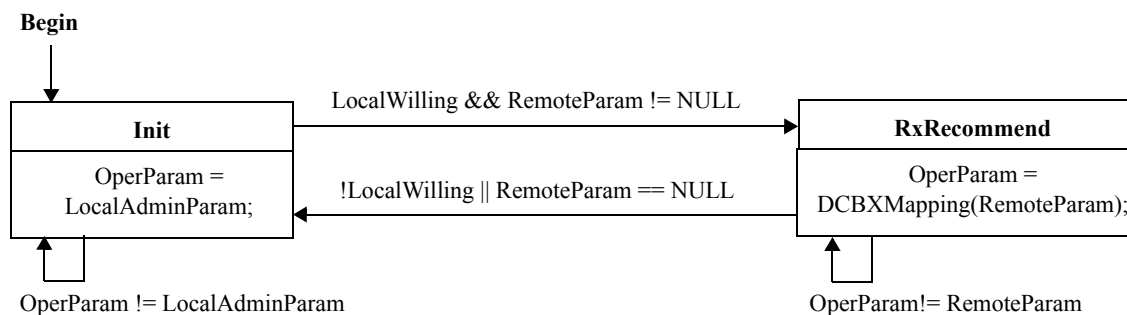 Begin
LocalWilling && RemoteParam != NULL
Init
RxRecommend
OperParam =
LocalAdminParam;
OperParam =
DCBXMapping(RemoteParam);
!LocalWilling || RemoteParam == NULL
OperParam != LocalAdminParam
OperParam!= RemoteParam